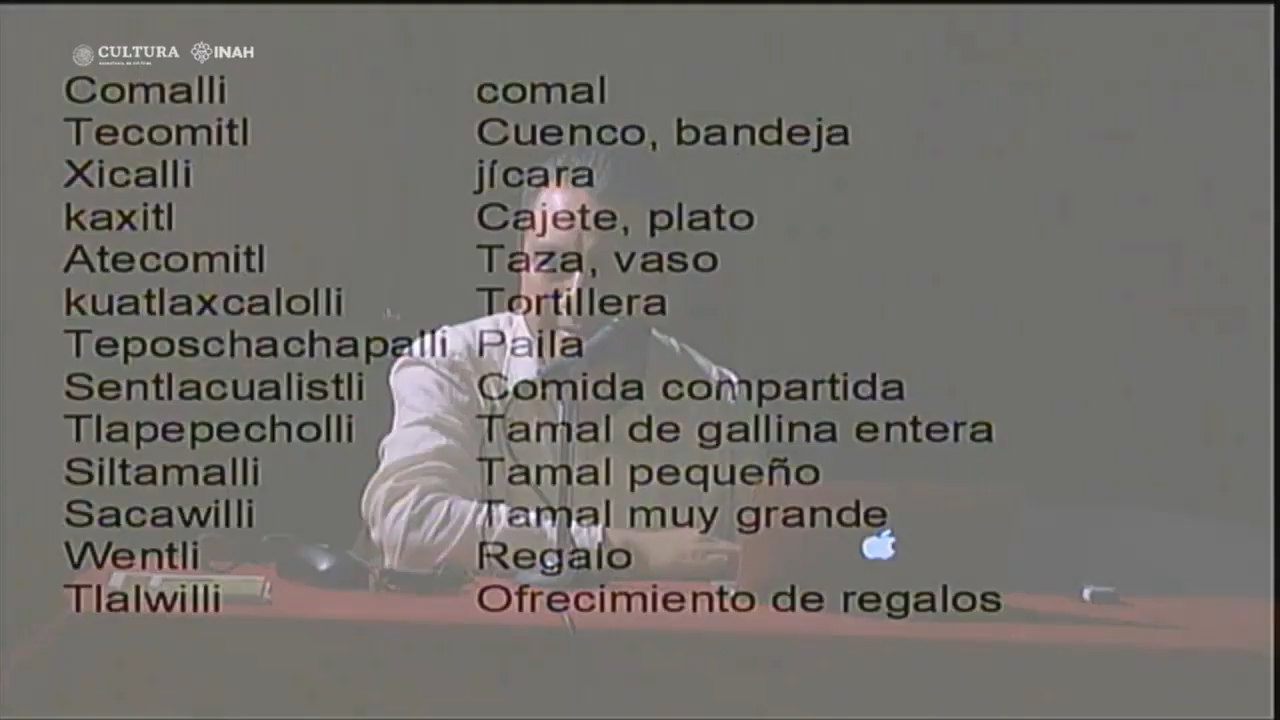 CULTURA INAH
Comalli comal
Tecomitl Cuenco, bandeja
Xicalli jícara
kaxitl Cajete, plato
Atecomitl Taza, vaso
kuatlaxcalolli Tortillera
Teposchachapalli Paila
Sentlacualistli Comida compartida
Tlapepecholli Tamal de gallina entera
Siltamalli Tamal pequeño
Sacawilli Tamal muy grande
Wentli Regalo
Tlalwilli Ofrecimiento de regalos